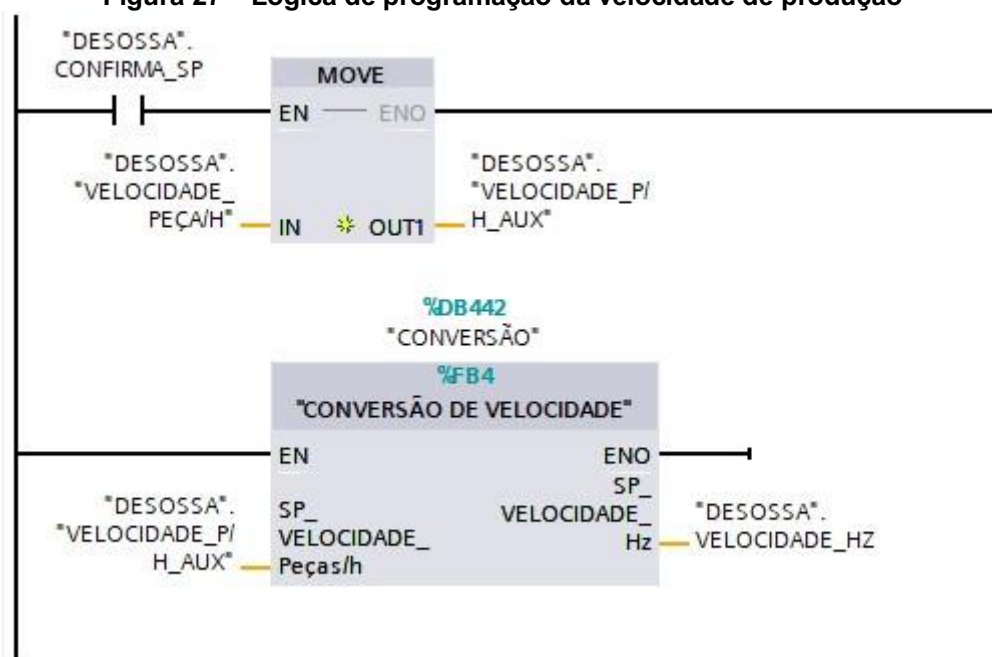 Figura 27 – Lógica de programação da velocidade de produção
"DESOSSA".
CONFIRMA_SP
MOVE
EN
ENO
"DESOSSA".
"VELOCIDADE_
PEÇA/H"
IN
OUT1
"DESOSSA".
"VELOCIDADE_P/
H_AUX"
%DB442
"CONVERSÃO"
%FB4
"CONVERSÃO DE VELOCIDADE"
EN
ENO
"DESOSSA".
"VELOCIDADE_P/
H_AUX"
SP_
VELOCIDADE_
Peças/h
SP_
VELOCIDADE_
Hz
"DESOSSA".
VELOCIDADE_HZ